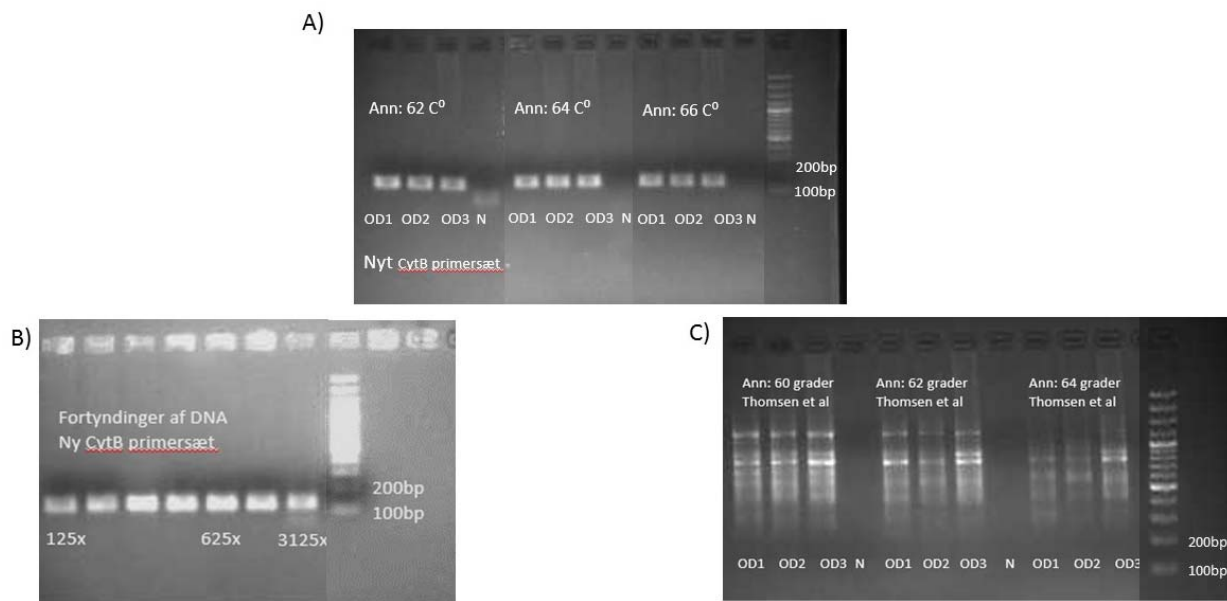 A)
Ann: 62 C⁰ Ann: 64 C⁰ Ann: 66 C⁰
200bp
100bp
OD1 OD2 OD3 N OD1 OD2 OD3 N OD1 OD2 OD3 N
Nyt CytB primersæt
B)
Fortyndinger af DNA
Ny CytB primersæt
200bp
100bp
125x 625x 3125x
C)
Ann: 60 grader Ann: 62 grader Ann: 64 grader
Thomsen et al Thomsen et al Thomsen et al
200bp
OD1 OD2 OD3 N OD1 OD2 OD3 N OD1 OD2 OD3
100bp